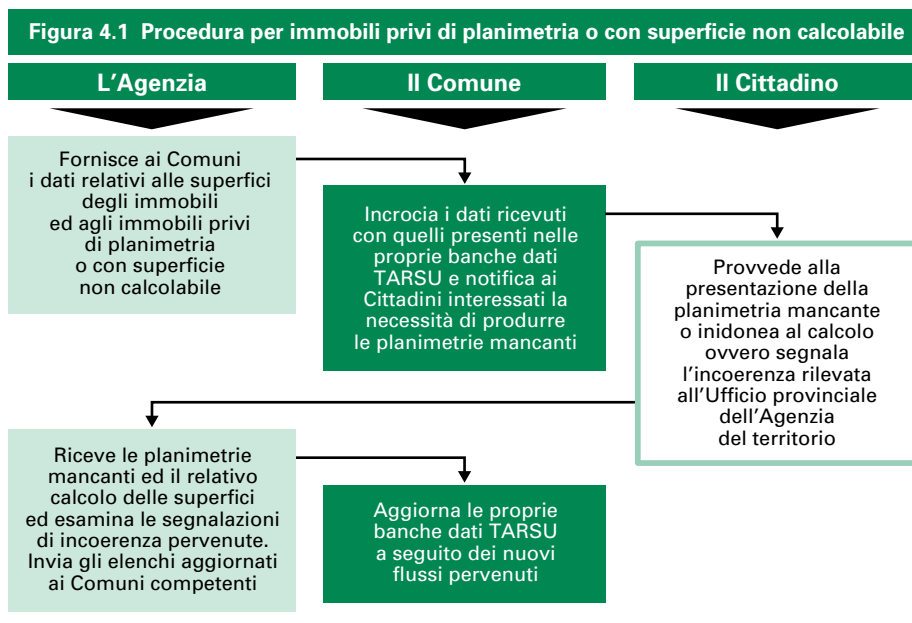 Figura 4.1 Procedura per immobili privi di planimetria o con superficie non calcolabile
L'Agenzia
Il Comune
Il Cittadino
Fornisce ai Comuni
i dati relativi alle superfici
degli immobili
ed agli immobili privi
di planimetria
o con superficie
non calcolabile
Incrocia i dati ricevuti
con quelli presenti nelle
proprie banche dati
TARSU e notifica ai
Cittadini interessati la
necessità di produrre
le planimetrie mancanti
Provvede alla
presentazione della
planimetria mancante
o inidonea al calcolo
ovvero segnala
l'incoerenza rilevata
all'Ufficio provinciale
dell'Agenzia
del territorio
Riceve le planimetrie
mancanti ed il relativo
calcolo delle superfici
ed esamina le segnalazioni
di incoerenza pervenute.
Invia gli elenchi aggiornati
ai Comuni competenti
Aggiorna le proprie
banche dati TARSU
a seguito dei nuovi
flussi pervenuti